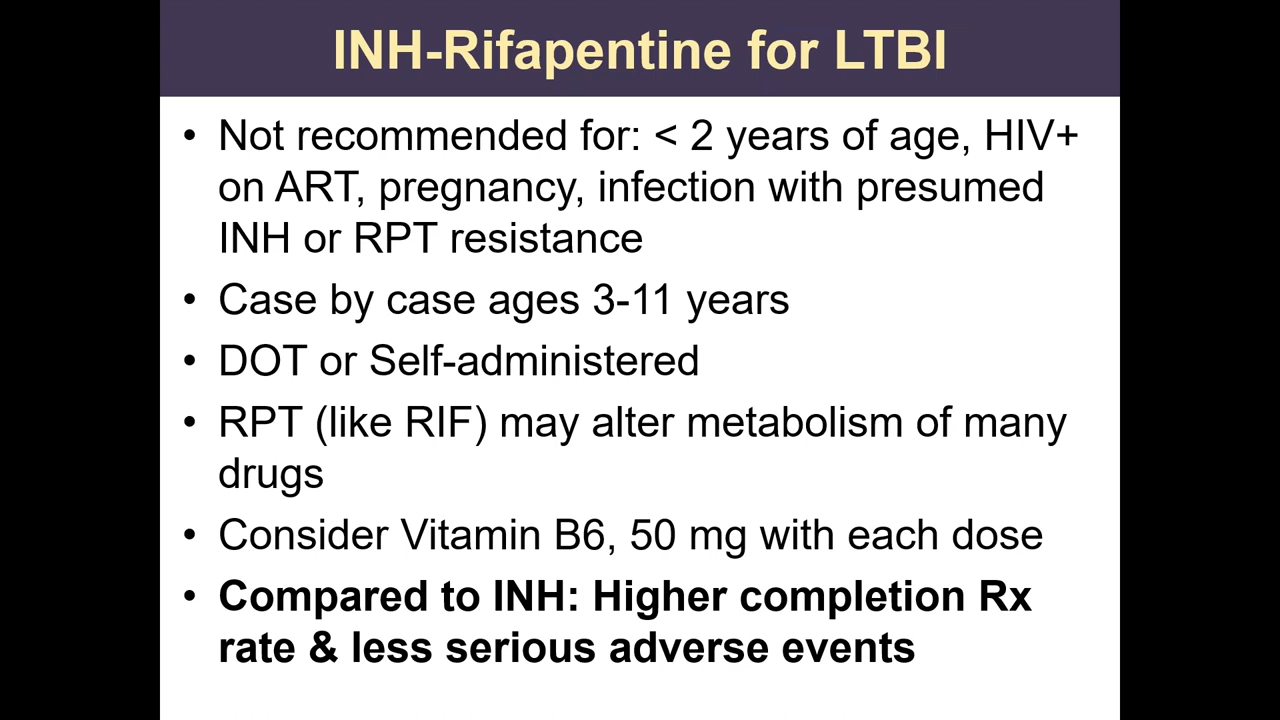 INH-Rifapentine for LTBI
• Not recommended for: < 2 years of age, HIV+
on ART, pregnancy, infection with presumed
INH or RPT resistance
• Case by case ages 3-11 years
• DOT or Self-administered
• RPT (like RIF) may alter metabolism of many
drugs
• Consider Vitamin B6, 50 mg with each dose
• Compared to INH: Higher completion Rx
rate & less serious adverse events